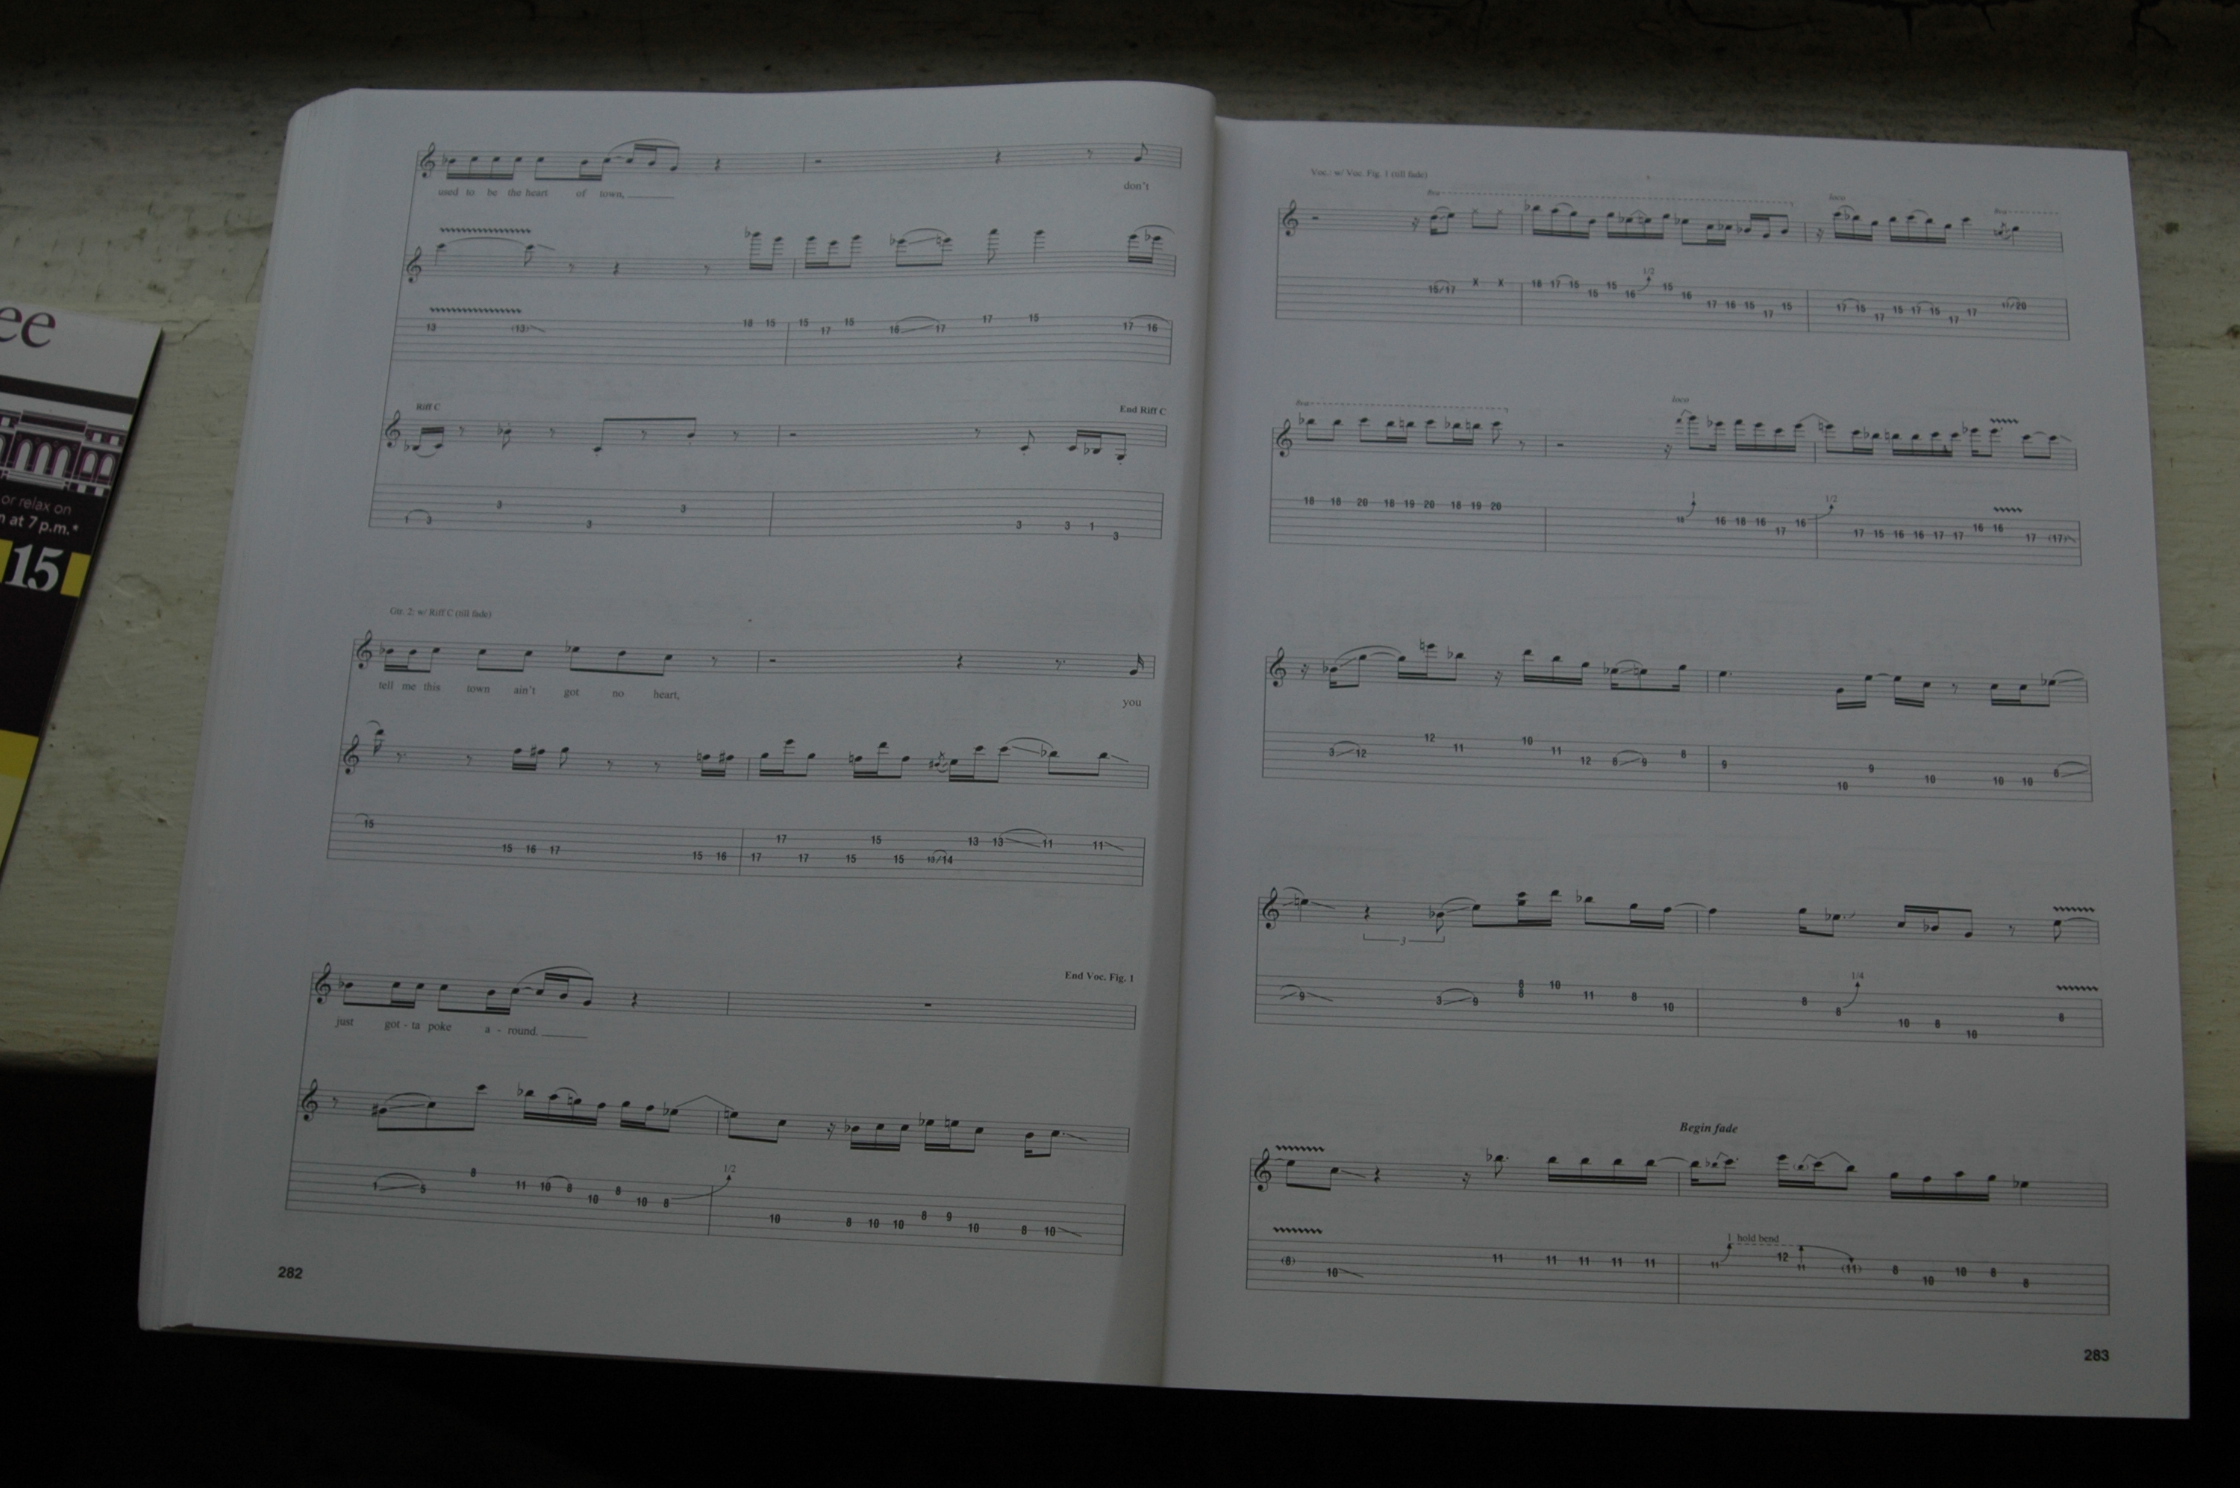 ee
or relax on
at 7 p.m.*
15
used to be the heart of town, don't
13 (13) 18 15 15 17 15 16 17 17 15 17 16
Riff C End Riff C
1 3 3 3 3 3 3 1 3
Gtr. 2: w/ Riff C (till fade)
tell me this town ain't got no heart, you
15 15 16 17 15 16 17 17 17 15 15 15 13/14 13 13 11 11
End Voc. Fig. 1
just got - ta poke a - round.
1/2
1 5 8 11 10 8 10 8 10 8 10 8 10 10 8 9 10 8 10
282
Voc.: w/ Voc. Fig. 1 (till fade)
8va loco 8va
1/2
15/17 X X 18 17 15 15 15 16 15 16 17 16 15 17 15 17 15 17 15 17 15 17 17 /20
8va loco
1 1/2
18 18 20 18 19 20 18 19 20 18 16 18 16 17 16 17 15 16 16 17 17 16 16 17 (17)
3 12 12 11 10 11 12 8 9 8 9 10 9 10 10 10 8
3
1/4
9 3 9 8 8 10 11 8 10 8 8 10 8 10 8
Begin fade
1 hold bend
(8) 10 11 11 11 11 11 11 12 11 (11) 8 10 10 8 8
283